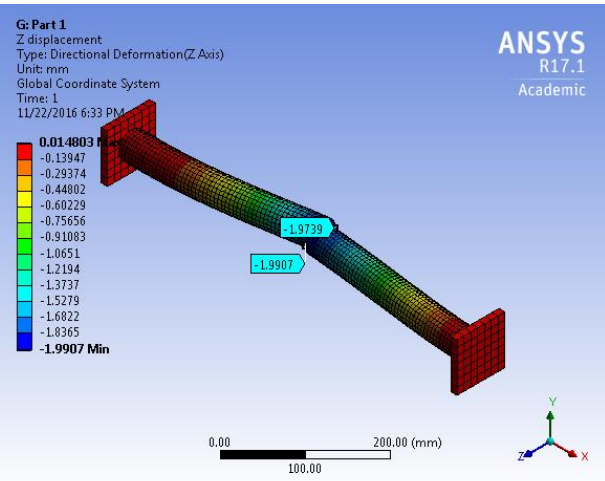 G: Part 1
Z displacement
Type: Directional Deformation(Z Axis)
Unit: mm
Global Coordinate System
Time: 1
11/22/2016 6:33 PM
ANSYS
R17.1
Academic
0.014803 Max
-0.13947
-0.29374
-0.44802
-0.60229
-0.75656
-0.91083
-1.0651
-1.2194
-1.3737
-1.5279
-1.6822
-1.8365
-1.9907 Min
-1.9739
-1.9907
0.00
200.00 (mm)
100.00
Y
Z
X